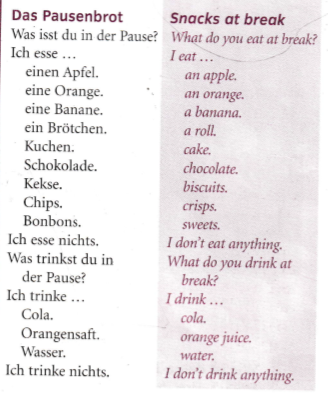 Das Pausenbrot
Was isst du in der Pause?
Ich esse ...
einen Apfel.
eine Orange.
eine Banane.
ein Brötchen.
Kuchen.
Schokolade.
Kekse.
Chips.
Bonbons.
Ich esse nichts.
Was trinkst du in
der Pause?
Ich trinke ...
Cola.
Orangensaft.
Wasser.
Ich trinke nichts.
Snacks at break
What do you eat at break?
I eat ...
an apple.
an orange.
a banana.
a roll.
cake.
chocolate.
biscuits.
crisps.
sweets.
I don't eat anything.
What do you drink at
break?
I drink ...
cola.
orange juice.
water.
I don't drink anything.